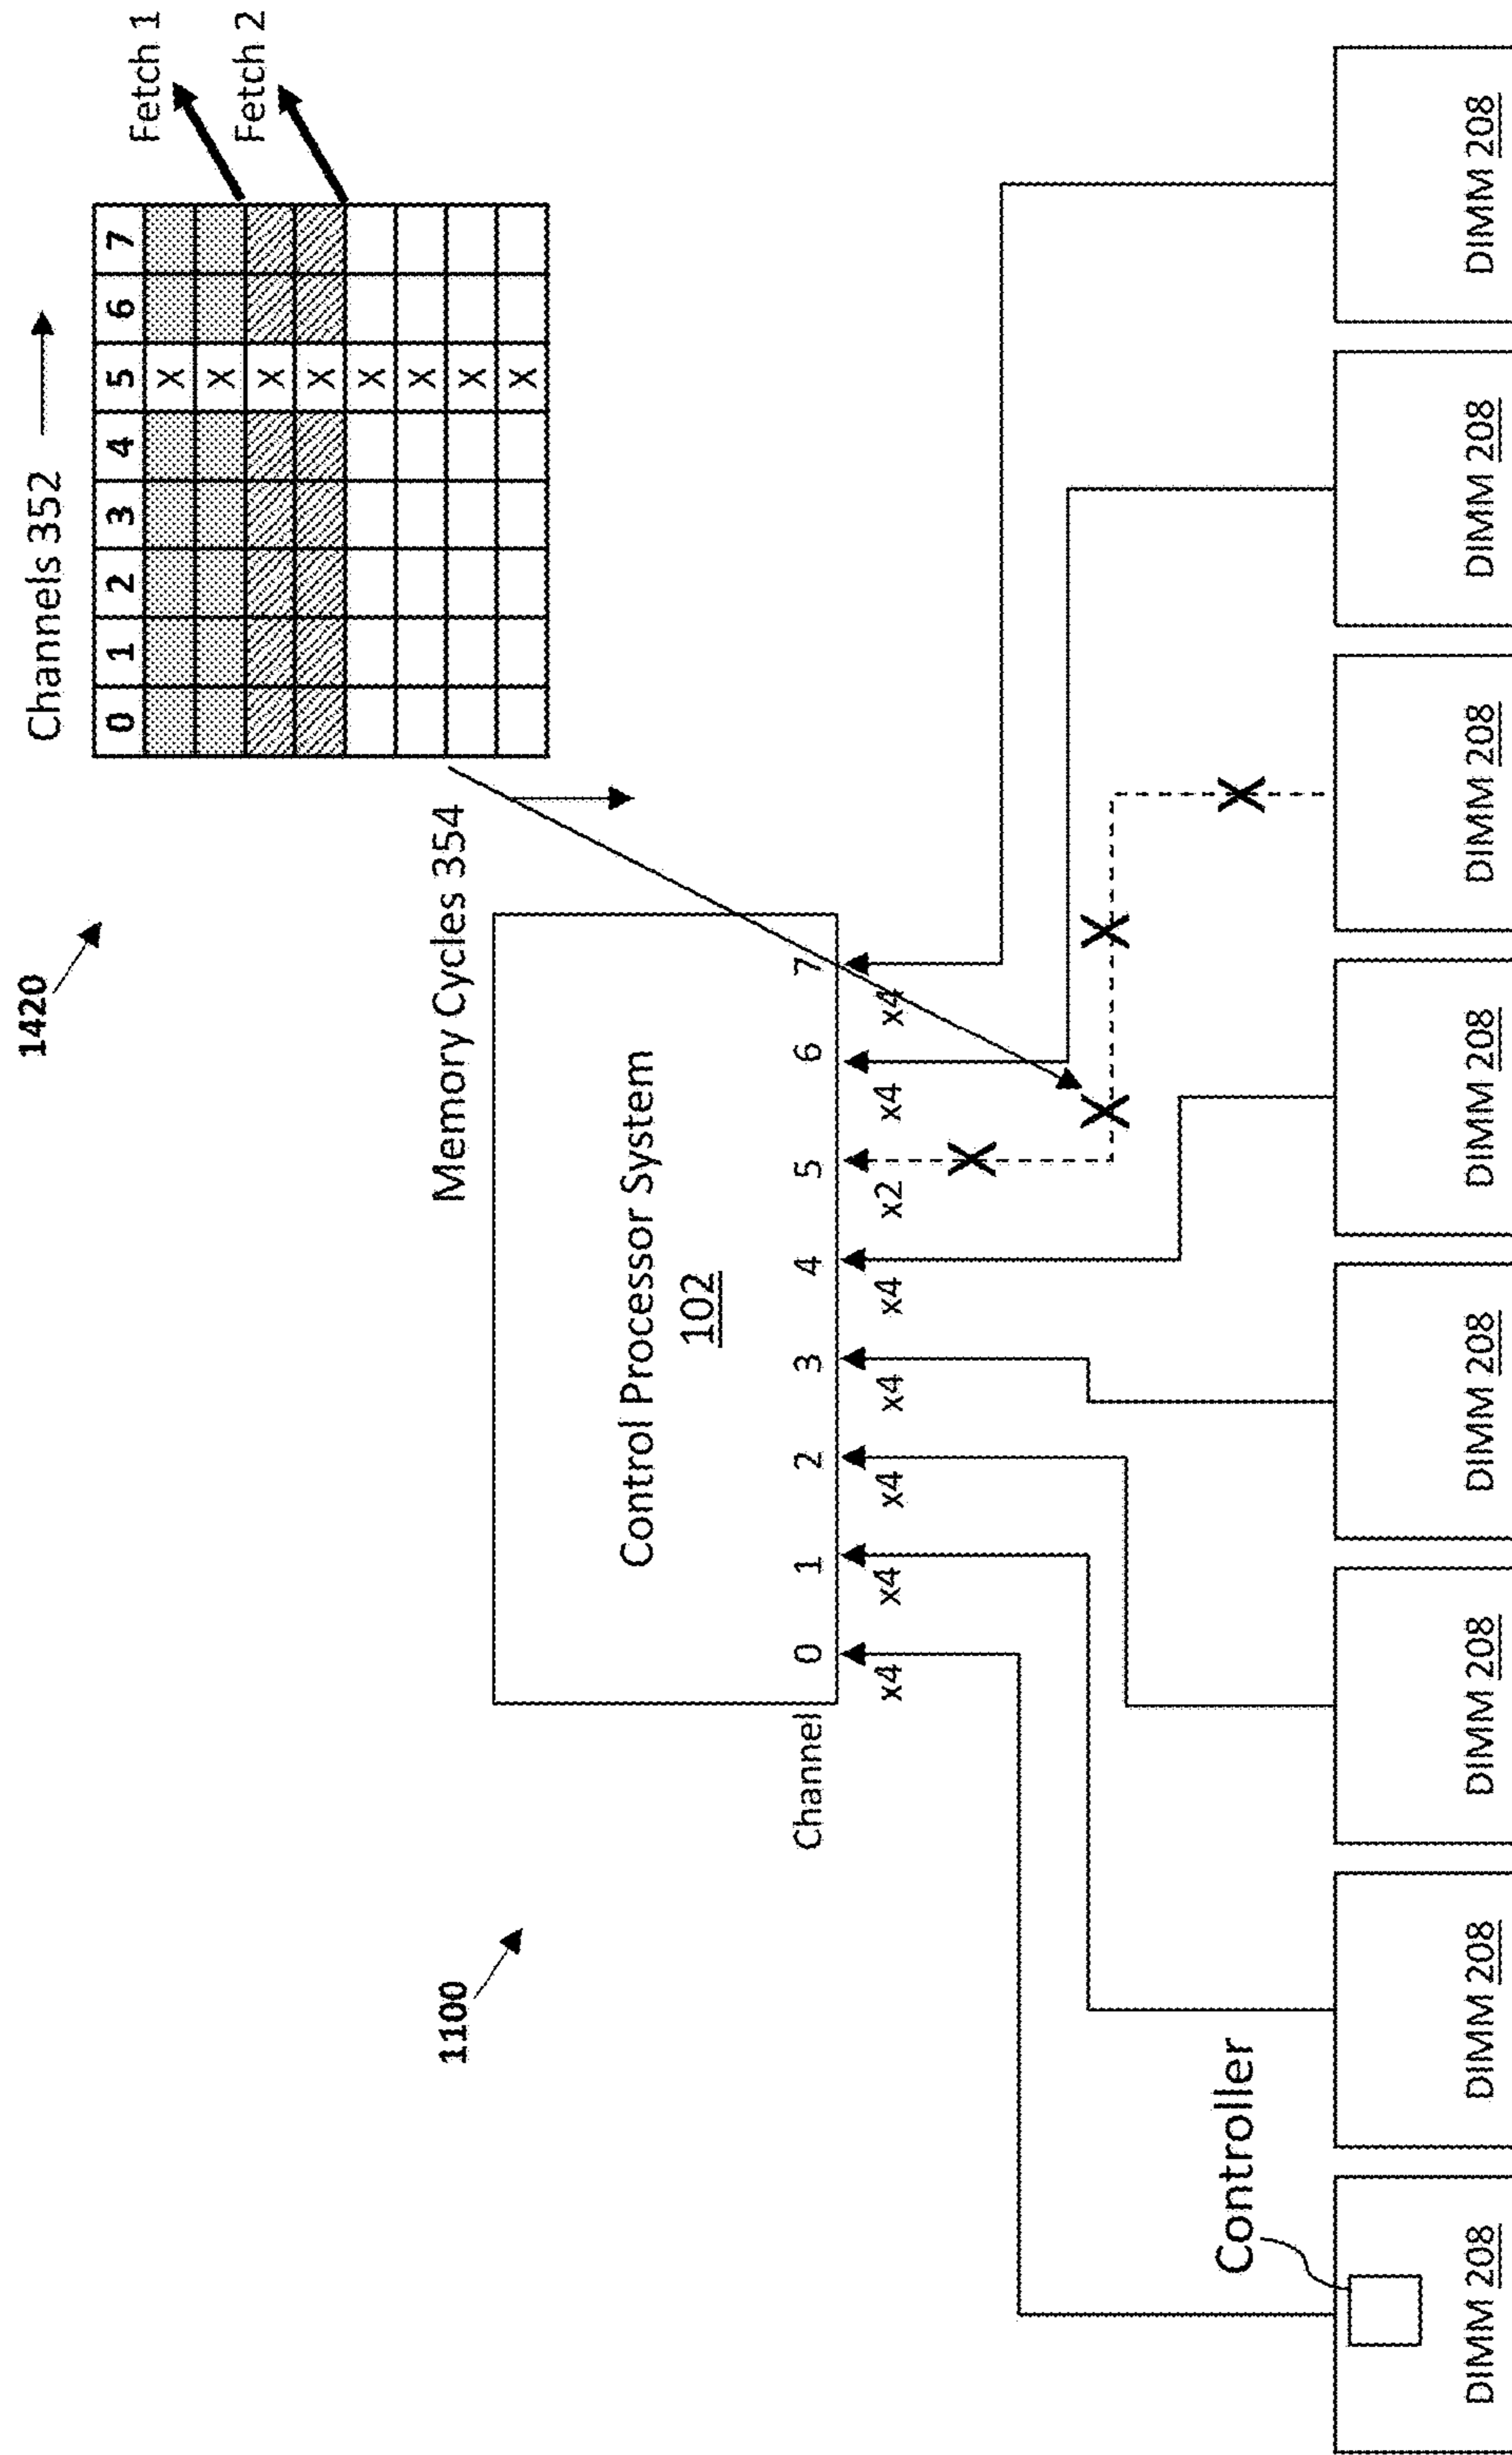 1420
Channels 352
0 1 2 3 4 5 6 7
X
X
X
X
X
X
X
X
Fetch 1
Fetch 2
Memory Cycles 354
1100
Control Processor System
102
Channel 0 1 2 3 4 5 6 7
x4 x4 x4 x4 x4 x2 x4 x4
X X X X
Controller
DIMM 208 DIMM 208 DIMM 208 DIMM 208 DIMM 208 DIMM 208 DIMM 208 DIMM 208